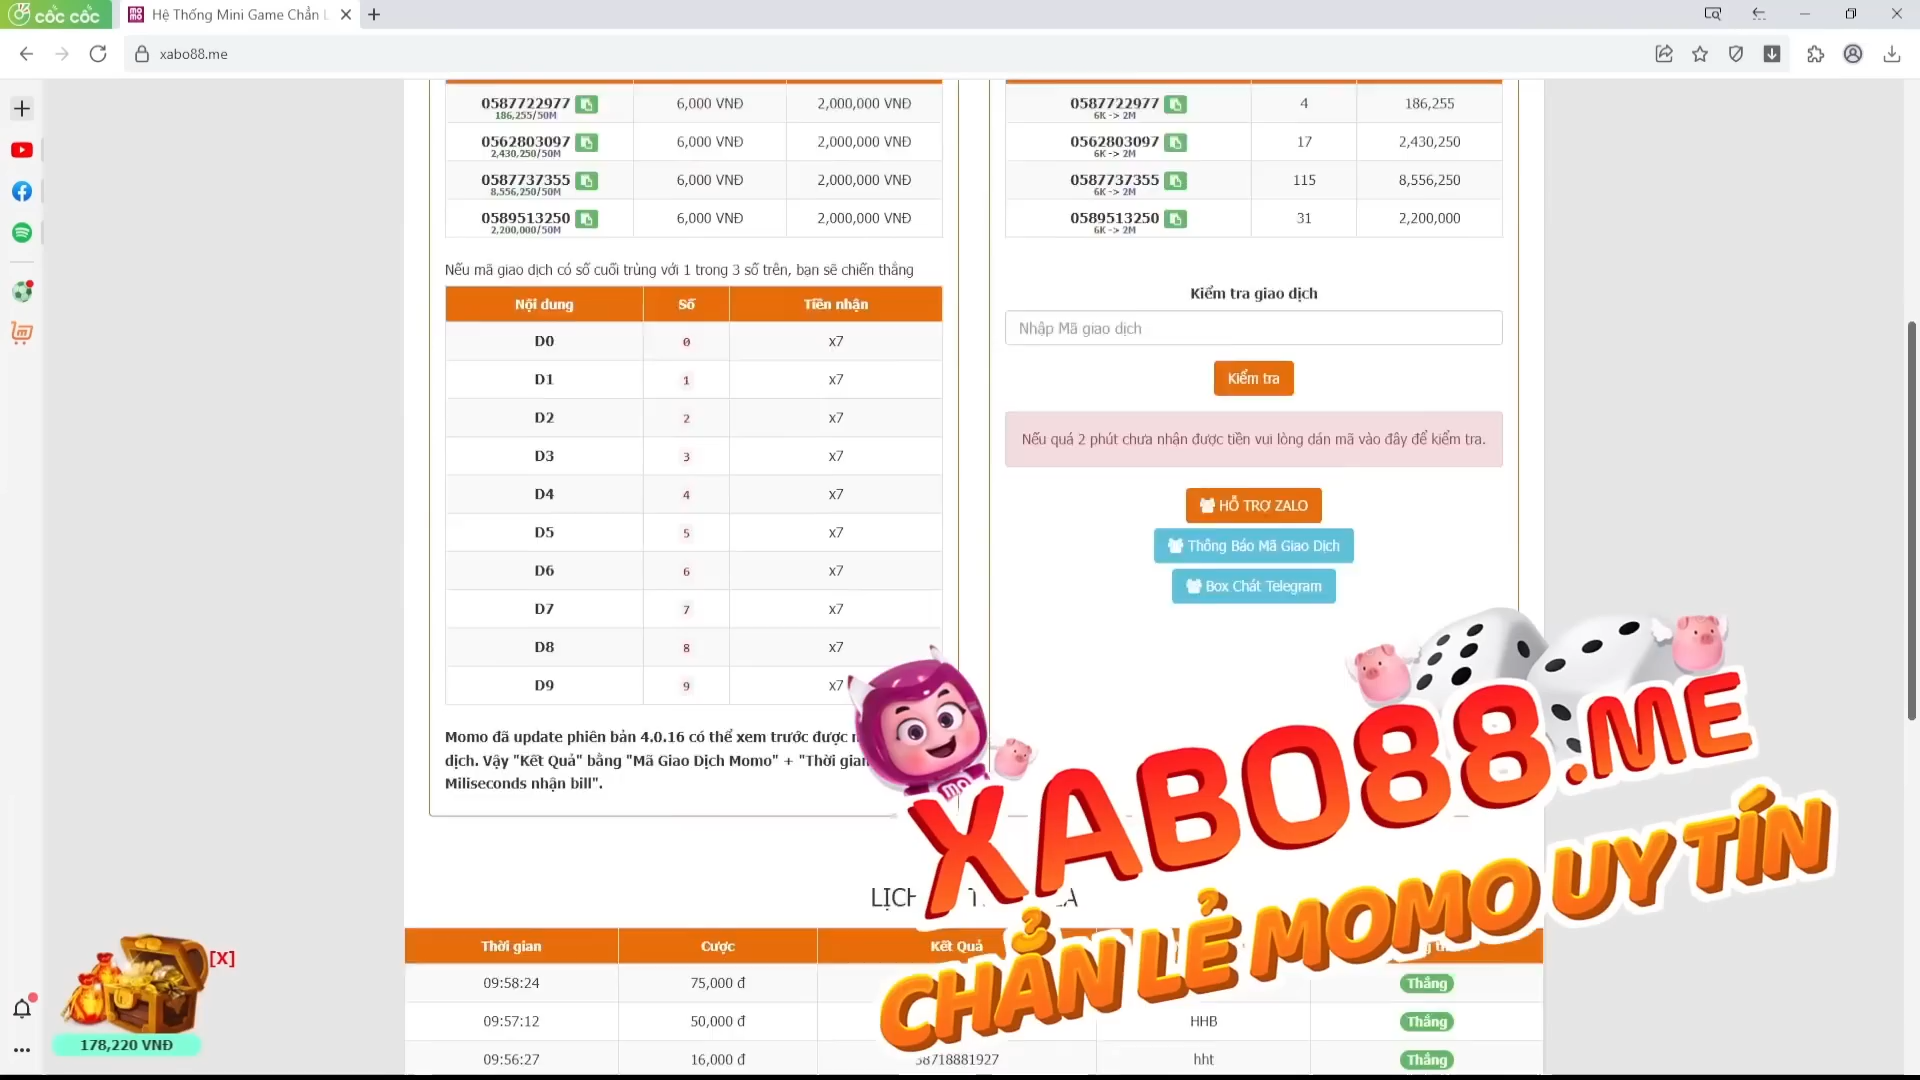 cốc cốc
Hệ Thống Mini Game Chẳn L
xabo88.me
0587722977 6,000 VNĐ 2,000,000 VNĐ
186,255/50M
0562803097 6,000 VNĐ 2,000,000 VNĐ
2,430,250/50M
0587737355 6,000 VNĐ 2,000,000 VNĐ
8,556,250/50M
0589513250 6,000 VNĐ 2,000,000 VNĐ
2,200,000/50M
Nếu mã giao dịch có số cuối trùng với 1 trong 3 số trên, bạn sẽ chiến thắng
Nội dung Số Tiền nhận
D0 0 x7
D1 1 x7
D2 2 x7
D3 3 x7
D4 4 x7
D5 5 x7
D6 6 x7
D7 7 x7
D8 8 x7
D9 9 x7
Momo đã update phiên bản 4.0.16 có thể xem trước được
dịch. Vậy "Kết Quả" bằng "Mã Giao Dịch Momo" + "Thời gian
Miliseconds nhận bill".
0587722977 4 186,255
6K -> 2M
0562803097 17 2,430,250
6K -> 2M
0587737355 115 8,556,250
6K -> 2M
0589513250 31 2,200,000
6K -> 2M
Kiểm tra giao dịch
Nhập Mã giao dịch
Kiểm tra
Nếu quá 2 phút chưa nhận được tiền vui lòng dán mã vào đây để kiểm tra.
HỖ TRỢ ZALO
Thông Báo Mã Giao Dịch
Box Chát Telegram
XABO88.ME
CHẲN LẺ MOMO UY TÍN
LỊCH
Thời gian Cược Kết Quả
09:58:24 75,000 đ Thắng
09:57:12 50,000 đ HHB Thắng
09:56:27 16,000 đ 58718881927 hht Thắng
[X]
178,220 VNĐ